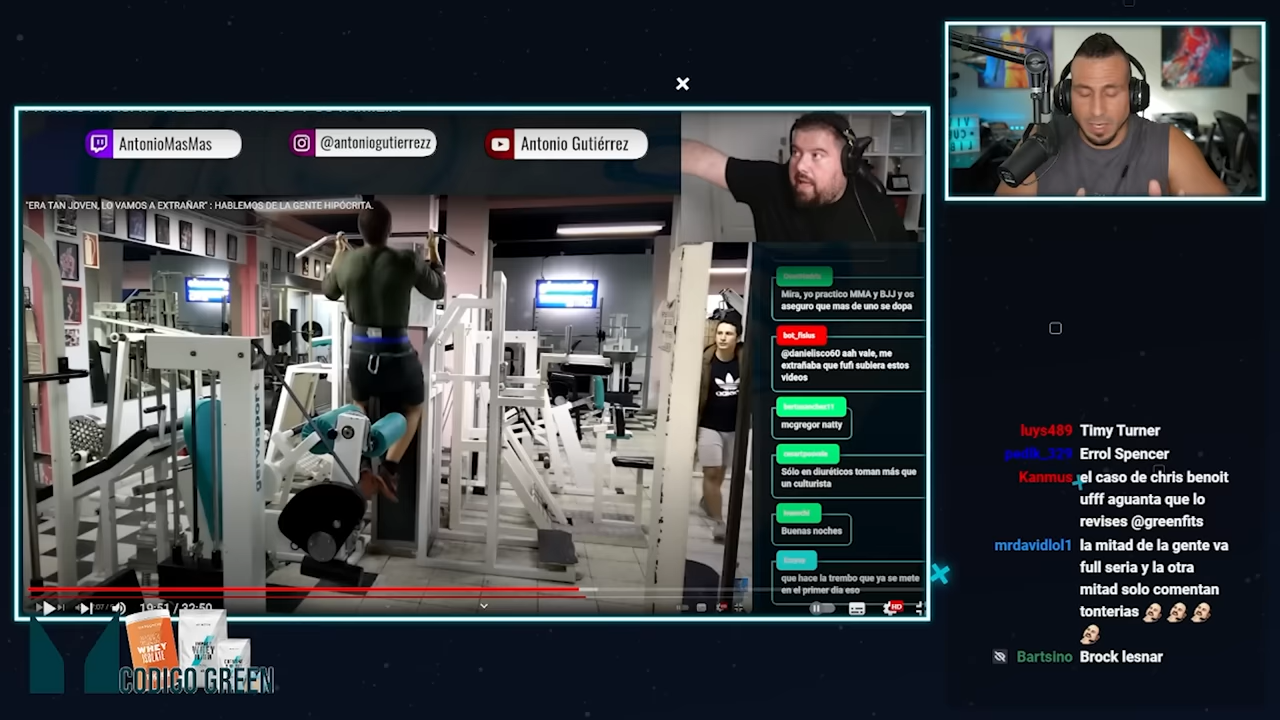 AntonioMasMas
@antoniogutierrezz
Antonio Gutiérrez
"ERA TAN JOVEN, LO VAMOS A EXTRAÑAR" : HABLEMOS DE LA GENTE HIPÓCRITA.
gervasport
Mira, yo practico MMA y BJJ y os
aseguro que mas de uno se dopa
bot_fisius
@danielisco60 aah vale, me
extrañaba que fufi subiera estos
videos
mcgregor natty
Sólo en diuréticos toman más que
un culturista
Buenas noches
que hace la trembo que ya se mete
en el primer dia eso
19:51 / 32:50
HD
WHEY
ISOLATE
WHEY
CODIGO GREEN
luys489 Timy Turner
pedik_329 Errol Spencer
Kanmus el caso de chris benoit
ufff aguanta que lo
revises @greenfits
mrdavidlol1 la mitad de la gente va
full seria y la otra
mitad solo comentan
tonterias
Bartsino Brock lesnar